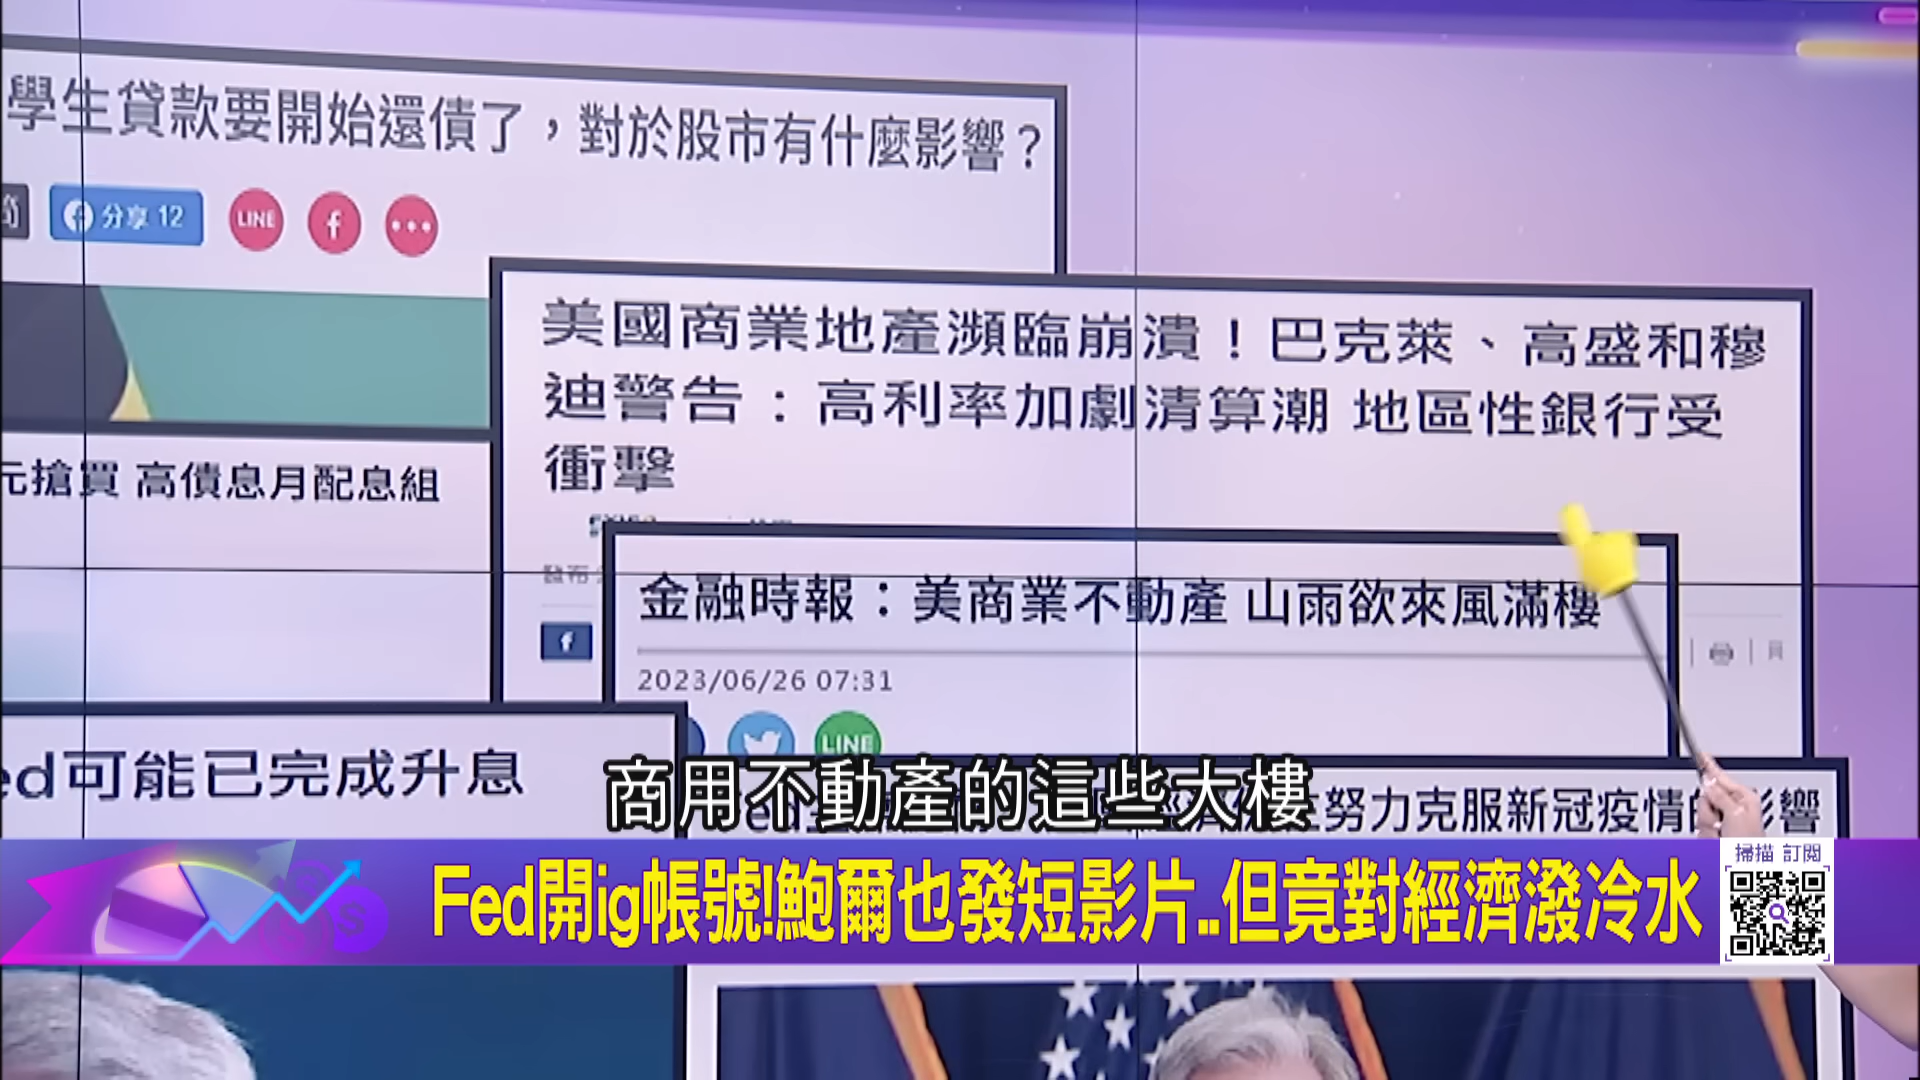 學生貸款要開始還債了，對於股市有什麼影響？
分享 12
LINE
美國商業地產瀕臨崩潰！巴克萊、高盛和穆
迪警告：高利率加劇清算潮 地區性銀行受
衝擊
元搶買 高債息月配息組
發布
金融時報：美商業不動產 山雨欲來風滿樓
2023/06/26 07:31
LINE
ed可能已完成升息
努力克服新冠疫情的影響
商用不動產的這些大樓
Fed開ig帳號!鮑爾也發短影片..但竟對經濟潑冷水
掃描 訂閱